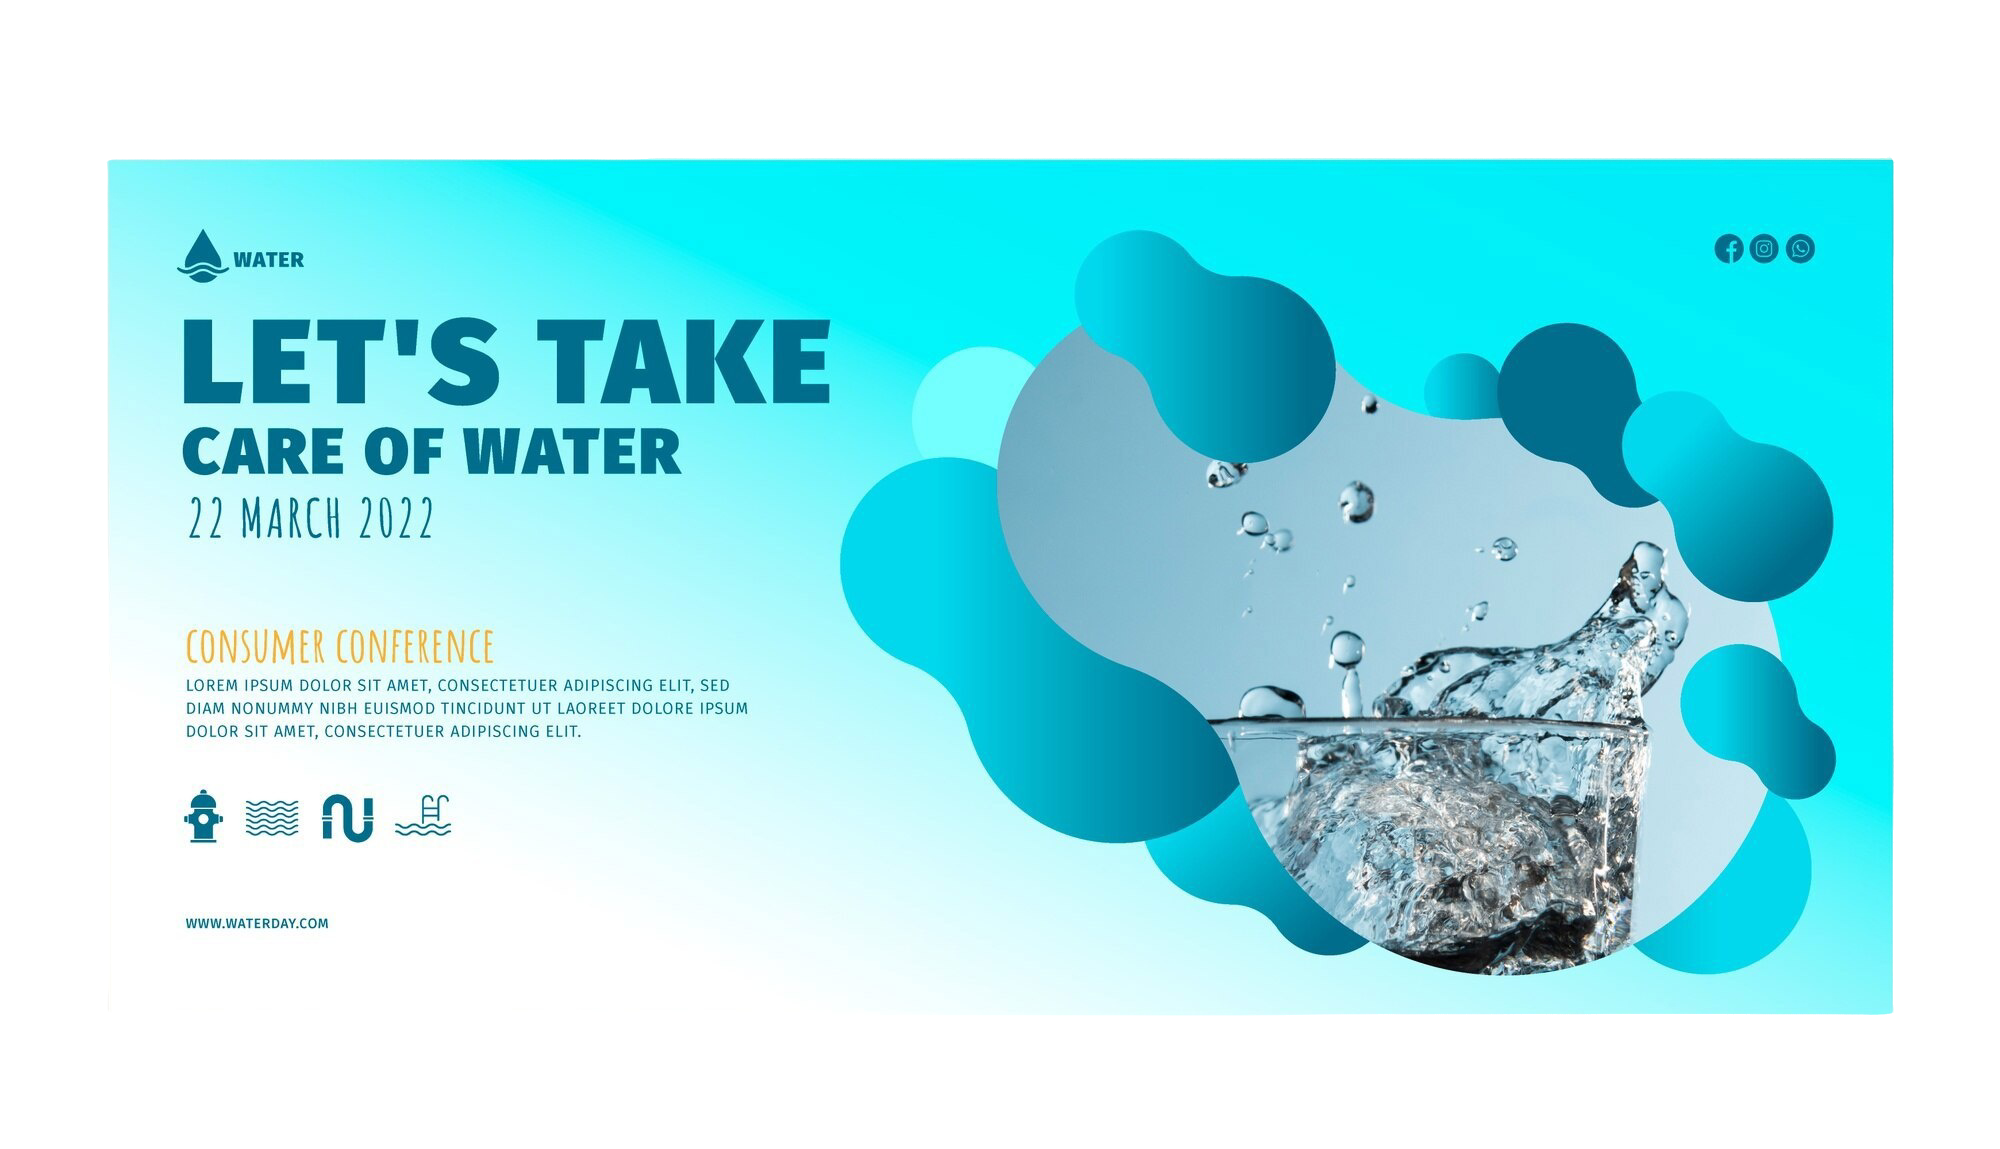 WATER
LET'S TAKE
CARE OF WATER
22 MARCH 2022
CONSUMER CONFERENCE
LOREM IPSUM DOLOR SIT AMET, CONSECTETUER ADIPISCING ELIT, SED
DIAM NONUMMY NIBH EUISMOD TINCIDUNT UT LAOREET DOLORE IPSUM
DOLOR SIT AMET, CONSECTETUER ADIPISCING ELIT.
WWW.WATERDAY.COM